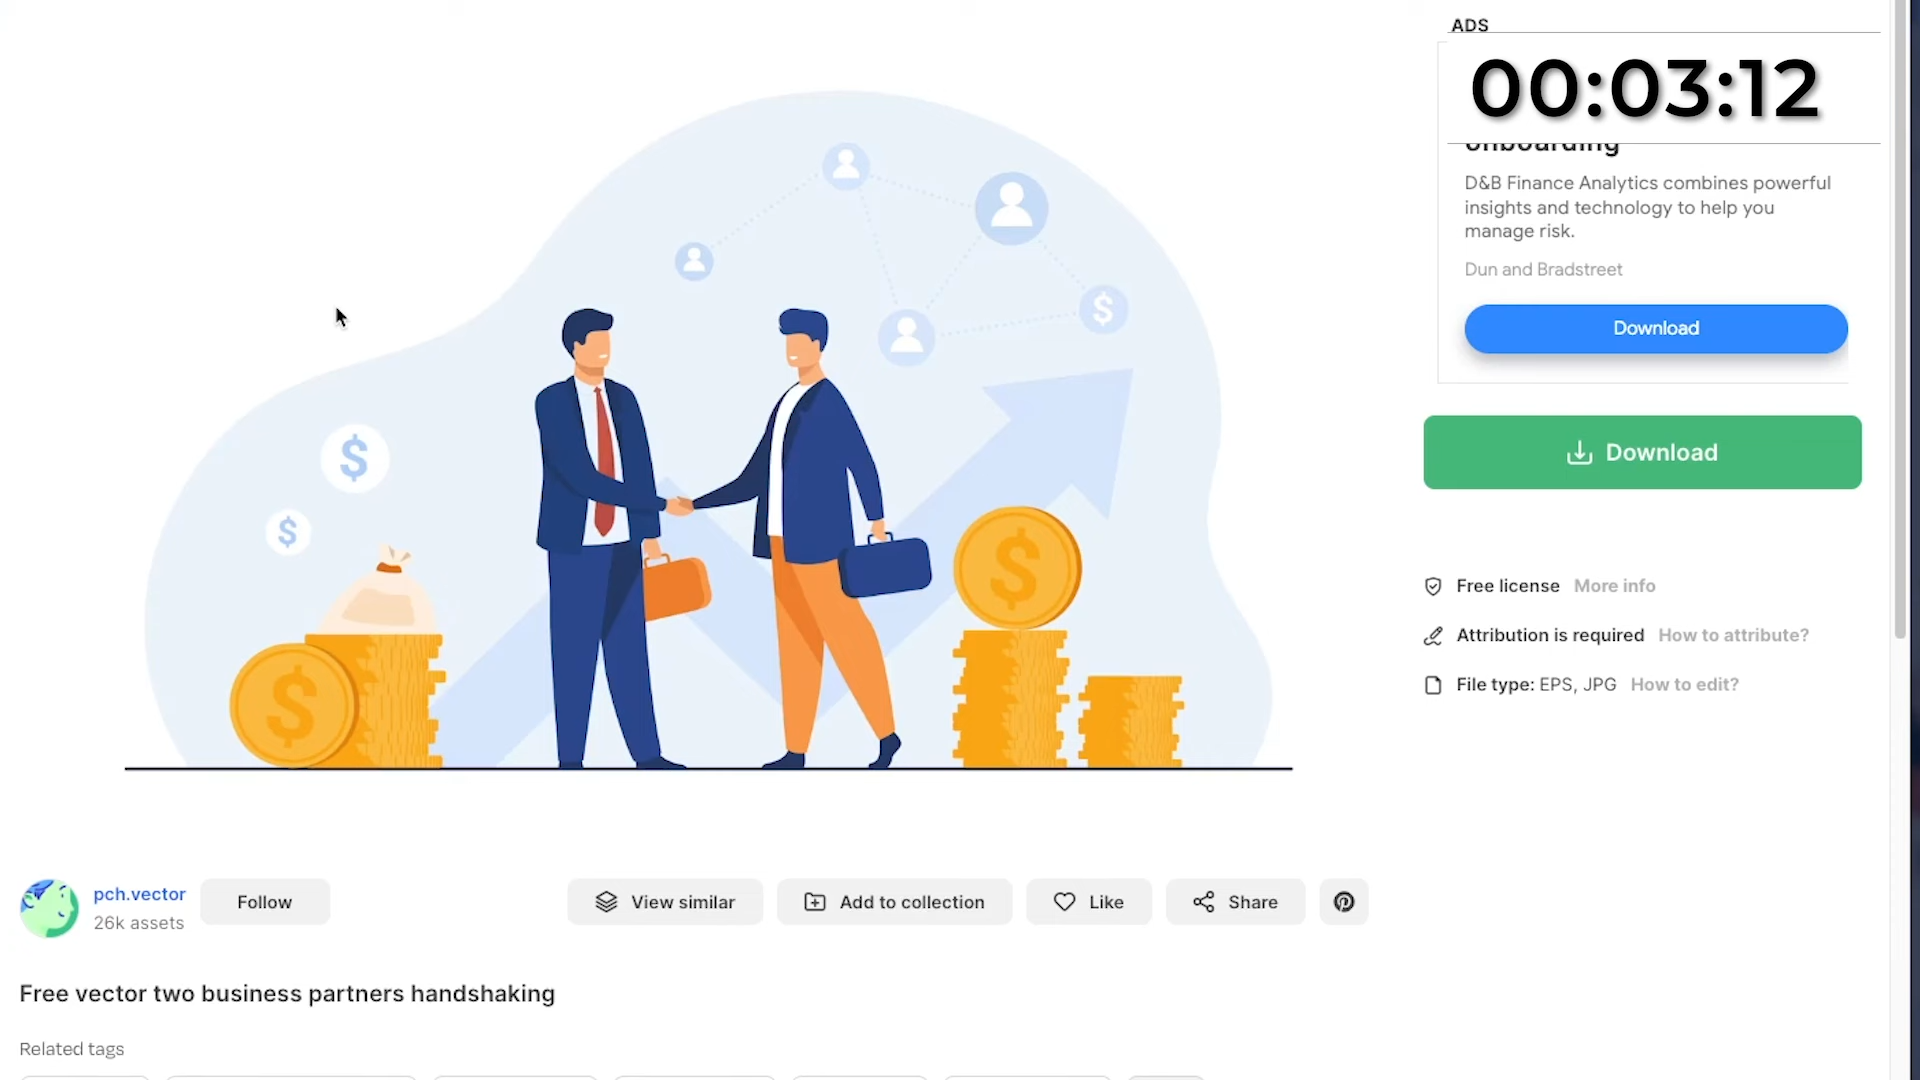 ADS
00:03:12
onboarding
D&B Finance Analytics combines powerful
insights and technology to help you
manage risk.
Dun and Bradstreet
Download
Download
Free license More info
Attribution is required How to attribute?
File type: EPS, JPG How to edit?
$
$
$
$
$
pch.vector
26k assets
Follow
View similar
Add to collection
Like
Share
Free vector two business partners handshaking
Related tags